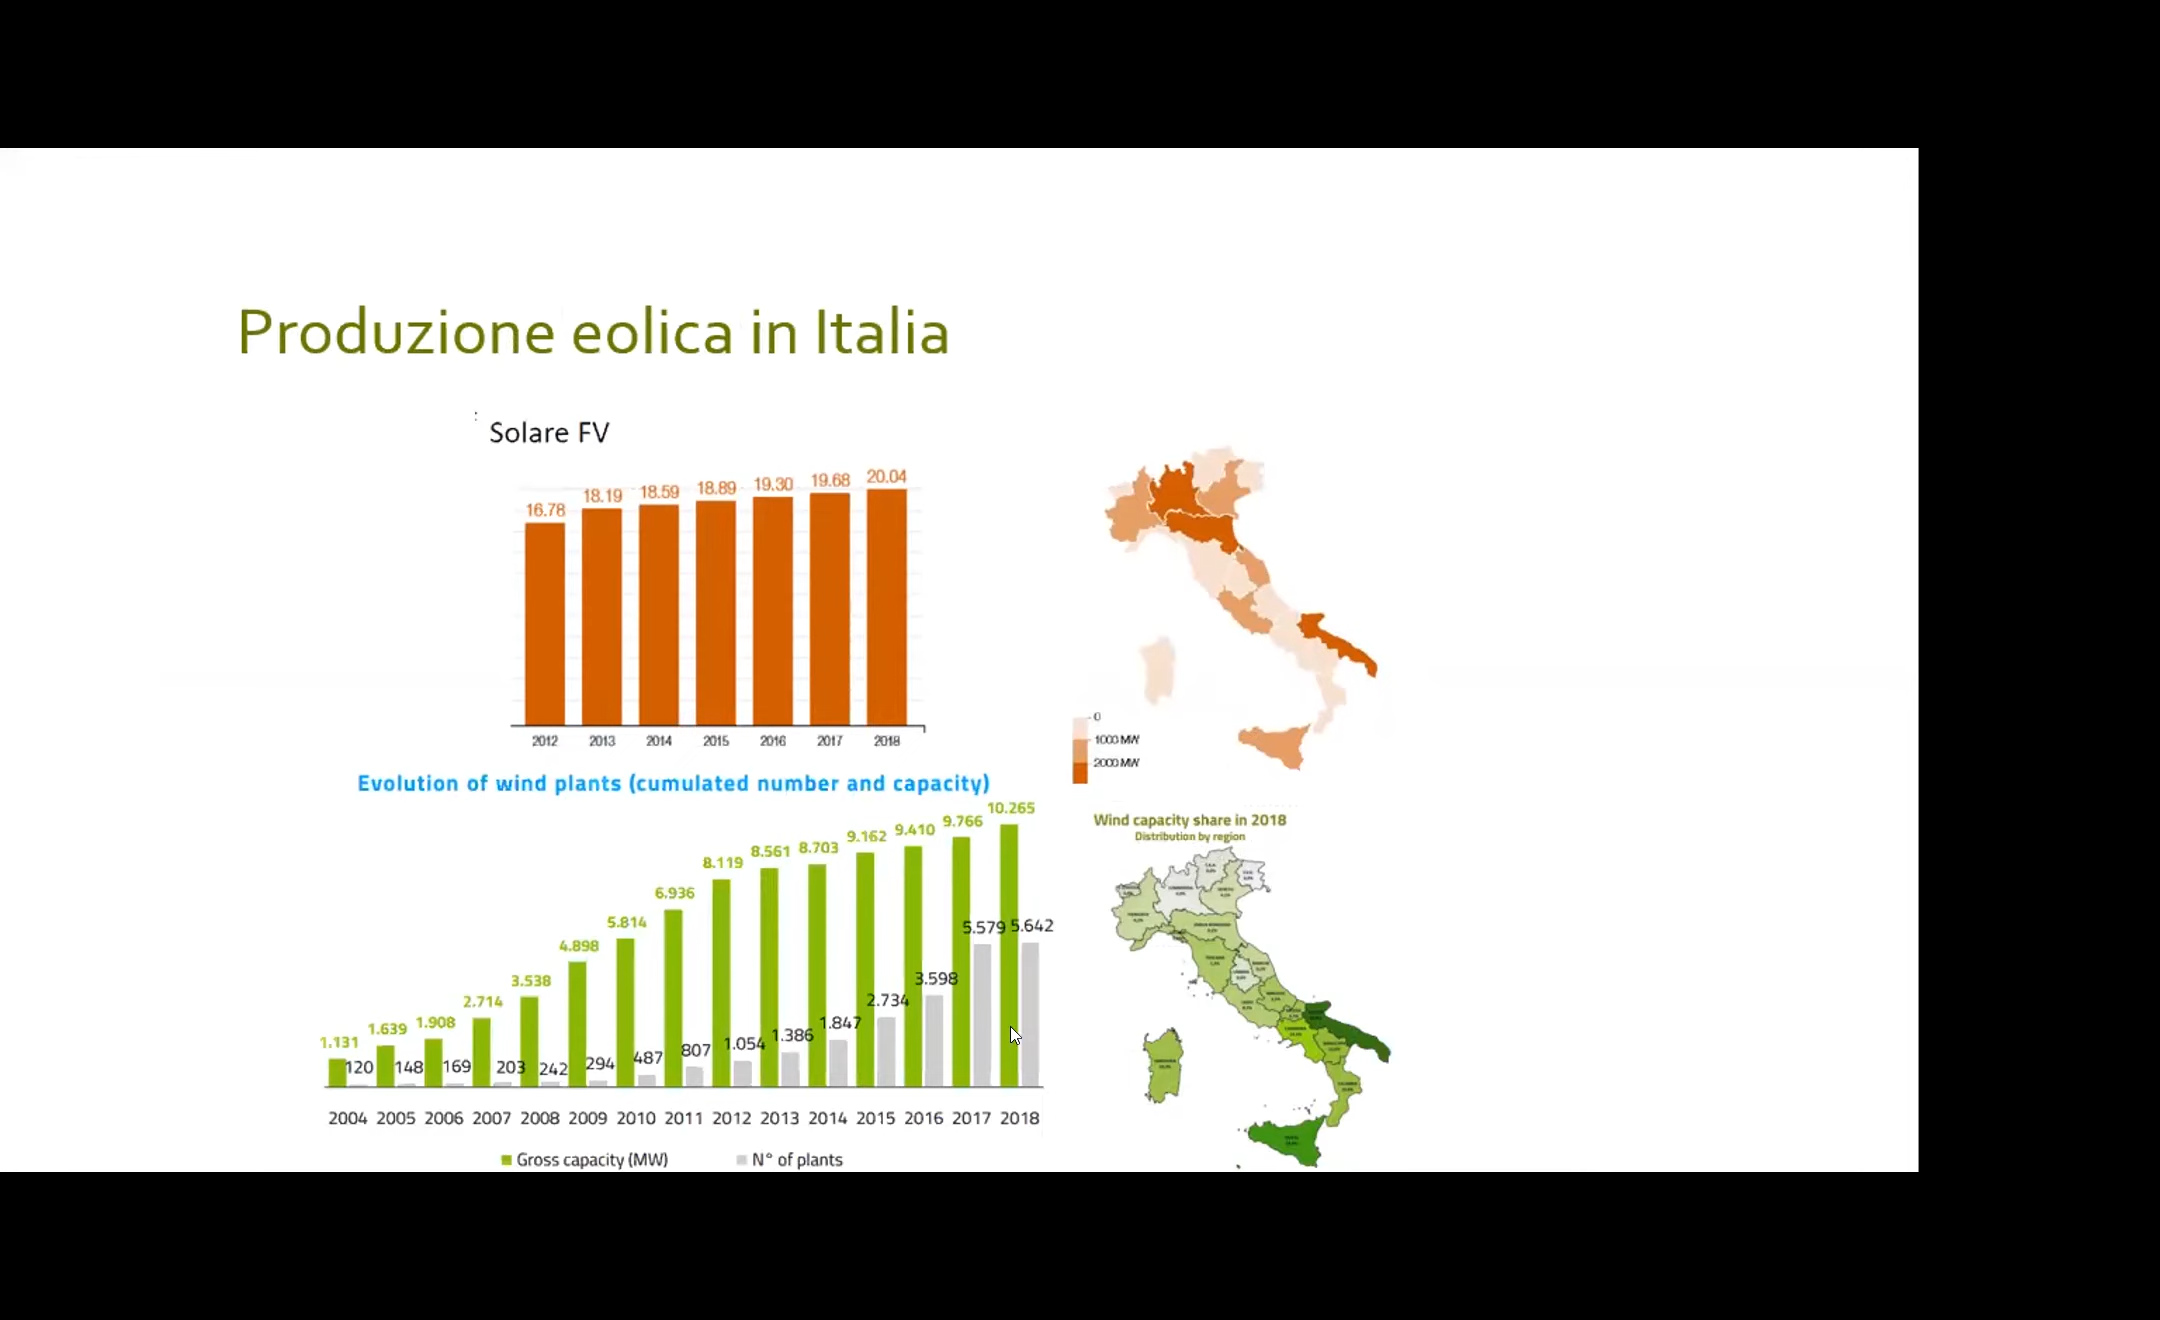 Produzione eolica in Italia
Solare FV
16.78 18.19 18.59 18.89 19.30 19.68 20.04
2012 2013 2014 2015 2016 2017 2018
0
1000 MW
2000 MW
Evolution of wind plants (cumulated number and capacity)
1.131 1.639 1.908 2.714 3.538 4.898 5.814 6.936 8.119 8.561 8.703 9.162 9.410 9.766 10.265
120 148 169 203 242 294 487 807 1.054 1.386 1.847 2.734 3.598 5.579 5.642
2004 2005 2006 2007 2008 2009 2010 2011 2012 2013 2014 2015 2016 2017 2018
Gross capacity (MW) N° of plants
Wind capacity share in 2018
Distribution by region